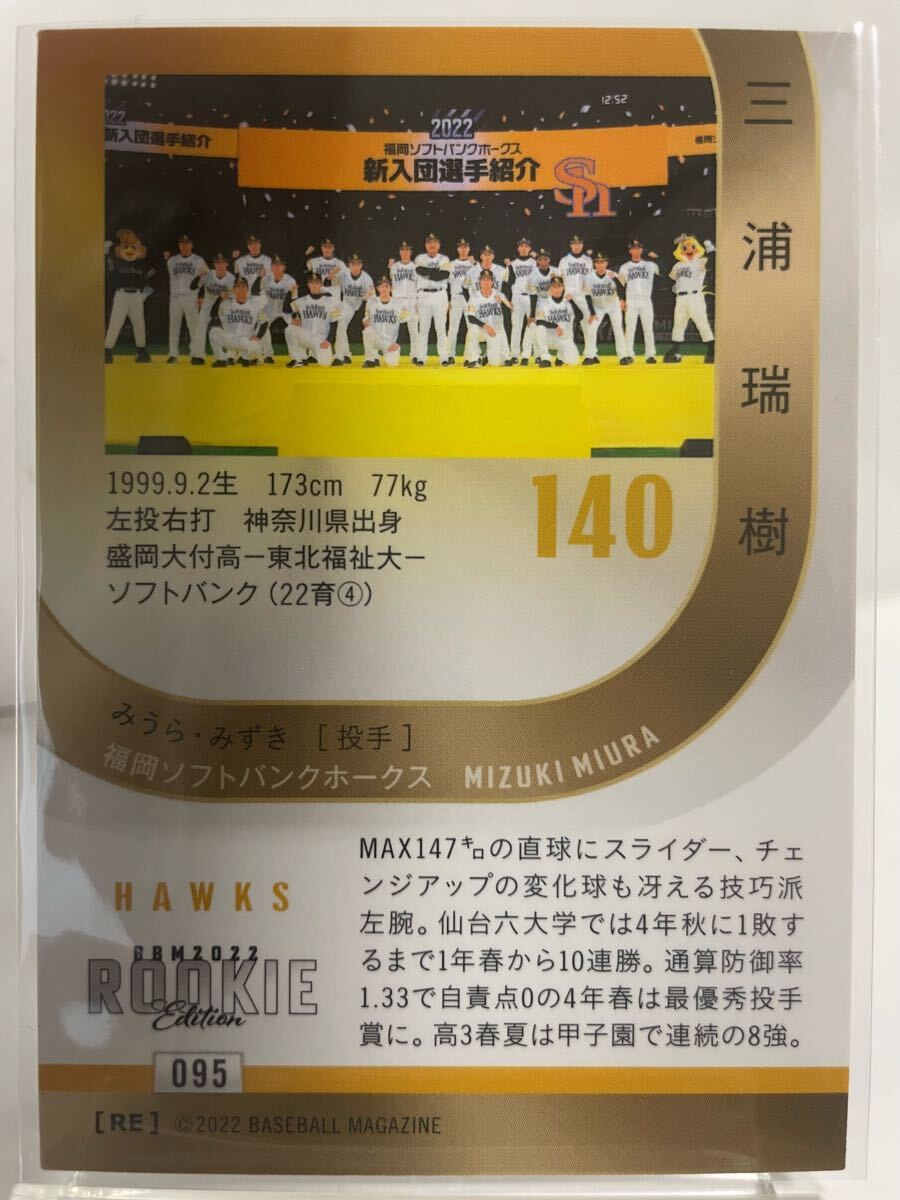 12:52
2022
福岡ソフトバンクホークス
新入団選手紹介
新入団選手紹介
三浦瑞樹
1999.9.2生 173cm 77kg
左投右打 神奈川県出身
盛岡大付高ー東北福祉大ー
ソフトバンク（22育④）
140
みうら・みずき [投手]
福岡ソフトバンクホークス MIZUKI MIURA
MAX147㌔の直球にスライダー、チェ
ンジアップの変化球も冴える技巧派
左腕。仙台六大学では4年秋に1敗す
るまで1年春から10連勝。通算防御率
1.33で自責点0の4年春は最優秀投手
賞に。高3春夏は甲子園で連続の8強。
HAWKS
BBM2022
ROOKIE
Edition
095
[RE] ©2022 BASEBALL MAGAZINE